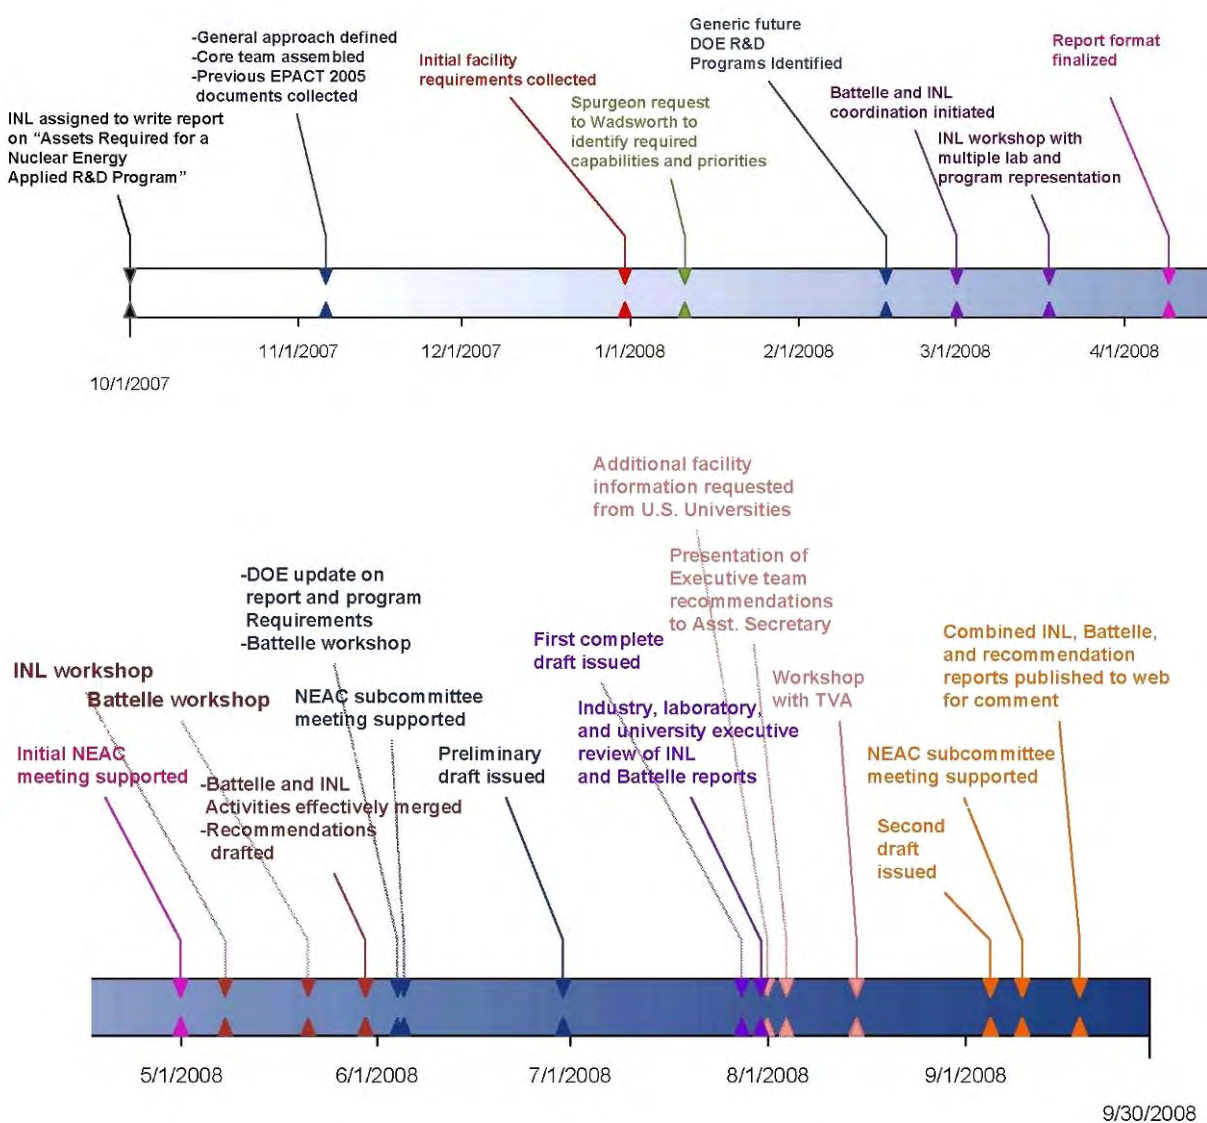 INL assigned to write report
on “Assets Required for a
Nuclear Energy
Applied R&D Program”
-General approach defined
-Core team assembled
-Previous EPACT 2005
documents collected
Initial facility
requirements collected
Spurgeon request
to Wadsworth to
identify required
capabilities and priorities
Generic future
DOE R&D
Programs Identified
Battelle and INL
coordination initiated
INL workshop with
multiple lab and
program representation
Report format
finalized
10/1/2007
11/1/2007
12/1/2007
1/1/2008
2/1/2008
3/1/2008
4/1/2008
Initial NEAC
meeting supported
INL workshop
Battelle workshop
-Battelle and INL
Activities effectively merged
-Recommendations
drafted
-DOE update on
report and program
Requirements
-Battelle workshop
NEAC subcommittee
meeting supported
Preliminary
draft issued
First complete
draft issued
Industry, laboratory,
and university executive
review of INL
and Battelle reports
Additional facility
information requested
from U.S. Universities
Presentation of
Executive team
recommendations
to Asst. Secretary
Workshop
with TVA
Second
draft
issued
NEAC subcommittee
meeting supported
Combined INL, Battelle,
and recommendation
reports published to web
for comment
5/1/2008
6/1/2008
7/1/2008
8/1/2008
9/1/2008
9/30/2008